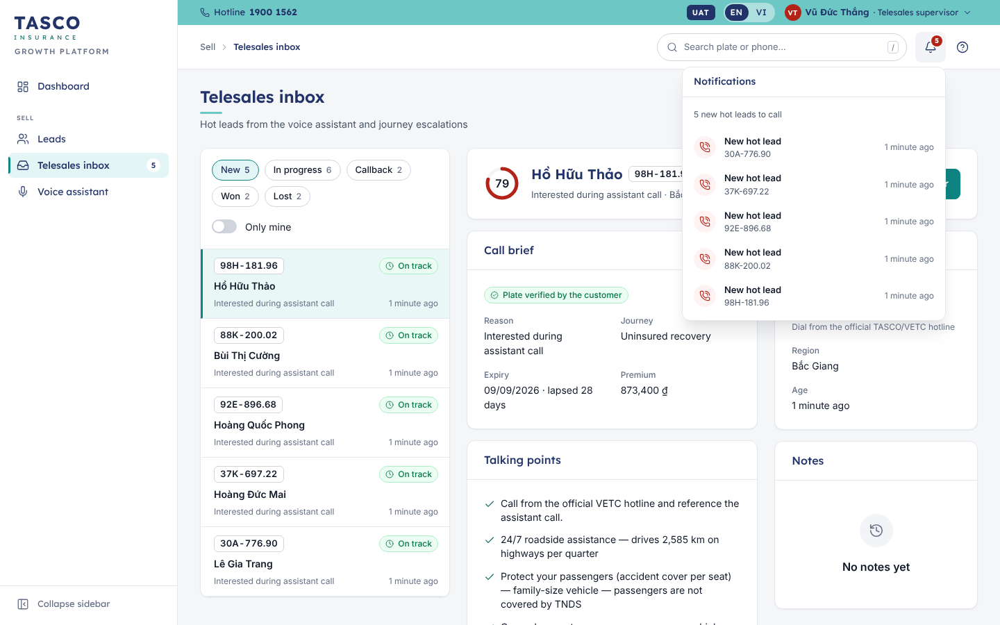 TASCO
INSURANCE
GROWTH PLATFORM
Dashboard
SELL
Leads
Telesales inbox 5
Voice assistant
Collapse sidebar
Hotline 1900 1562
UAT
EN VI
VT Vũ Đức Thắng · Telesales supervisor
Sell > Telesales inbox
Search plate or phone... /
5
Telesales inbox
Hot leads from the voice assistant and journey escalations
New 5
In progress 6
Callback 2
Won 2
Lost 2
Only mine
98H-181.96 On track
Hồ Hữu Thảo
Interested during assistant call 1 minute ago
88K-200.02 On track
Bùi Thị Cường
Interested during assistant call 1 minute ago
92E-896.68 On track
Hoàng Quốc Phong
Interested during assistant call 1 minute ago
37K-697.22 On track
Hoàng Đức Mai
Interested during assistant call 1 minute ago
30A-776.90 On track
Lê Gia Trang
Interested during assistant call 1 minute ago
79
Hồ Hữu Thảo 98H-181.9
Interested during assistant call · Bắc
Call brief
Plate verified by the customer
Reason
Interested during
assistant call
Journey
Uninsured recovery
Expiry
09/09/2026 · lapsed 28
days
Premium
873,400 ₫
Talking points
Call from the official VETC hotline and reference the
assistant call.
24/7 roadside assistance — drives 2,585 km on
highways per quarter
Protect your passengers (accident cover per seat)
— family-size vehicle — passengers are not
covered by TNDS
Notifications
5 new hot leads to call
New hot lead
30A-776.90 1 minute ago
New hot lead
37K-697.22 1 minute ago
New hot lead
92E-896.68 1 minute ago
New hot lead
88K-200.02 1 minute ago
New hot lead
98H-181.96 1 minute ago
Dial from the official TASCO/VETC hotline
Region
Bắc Giang
Age
1 minute ago
Notes
No notes yet